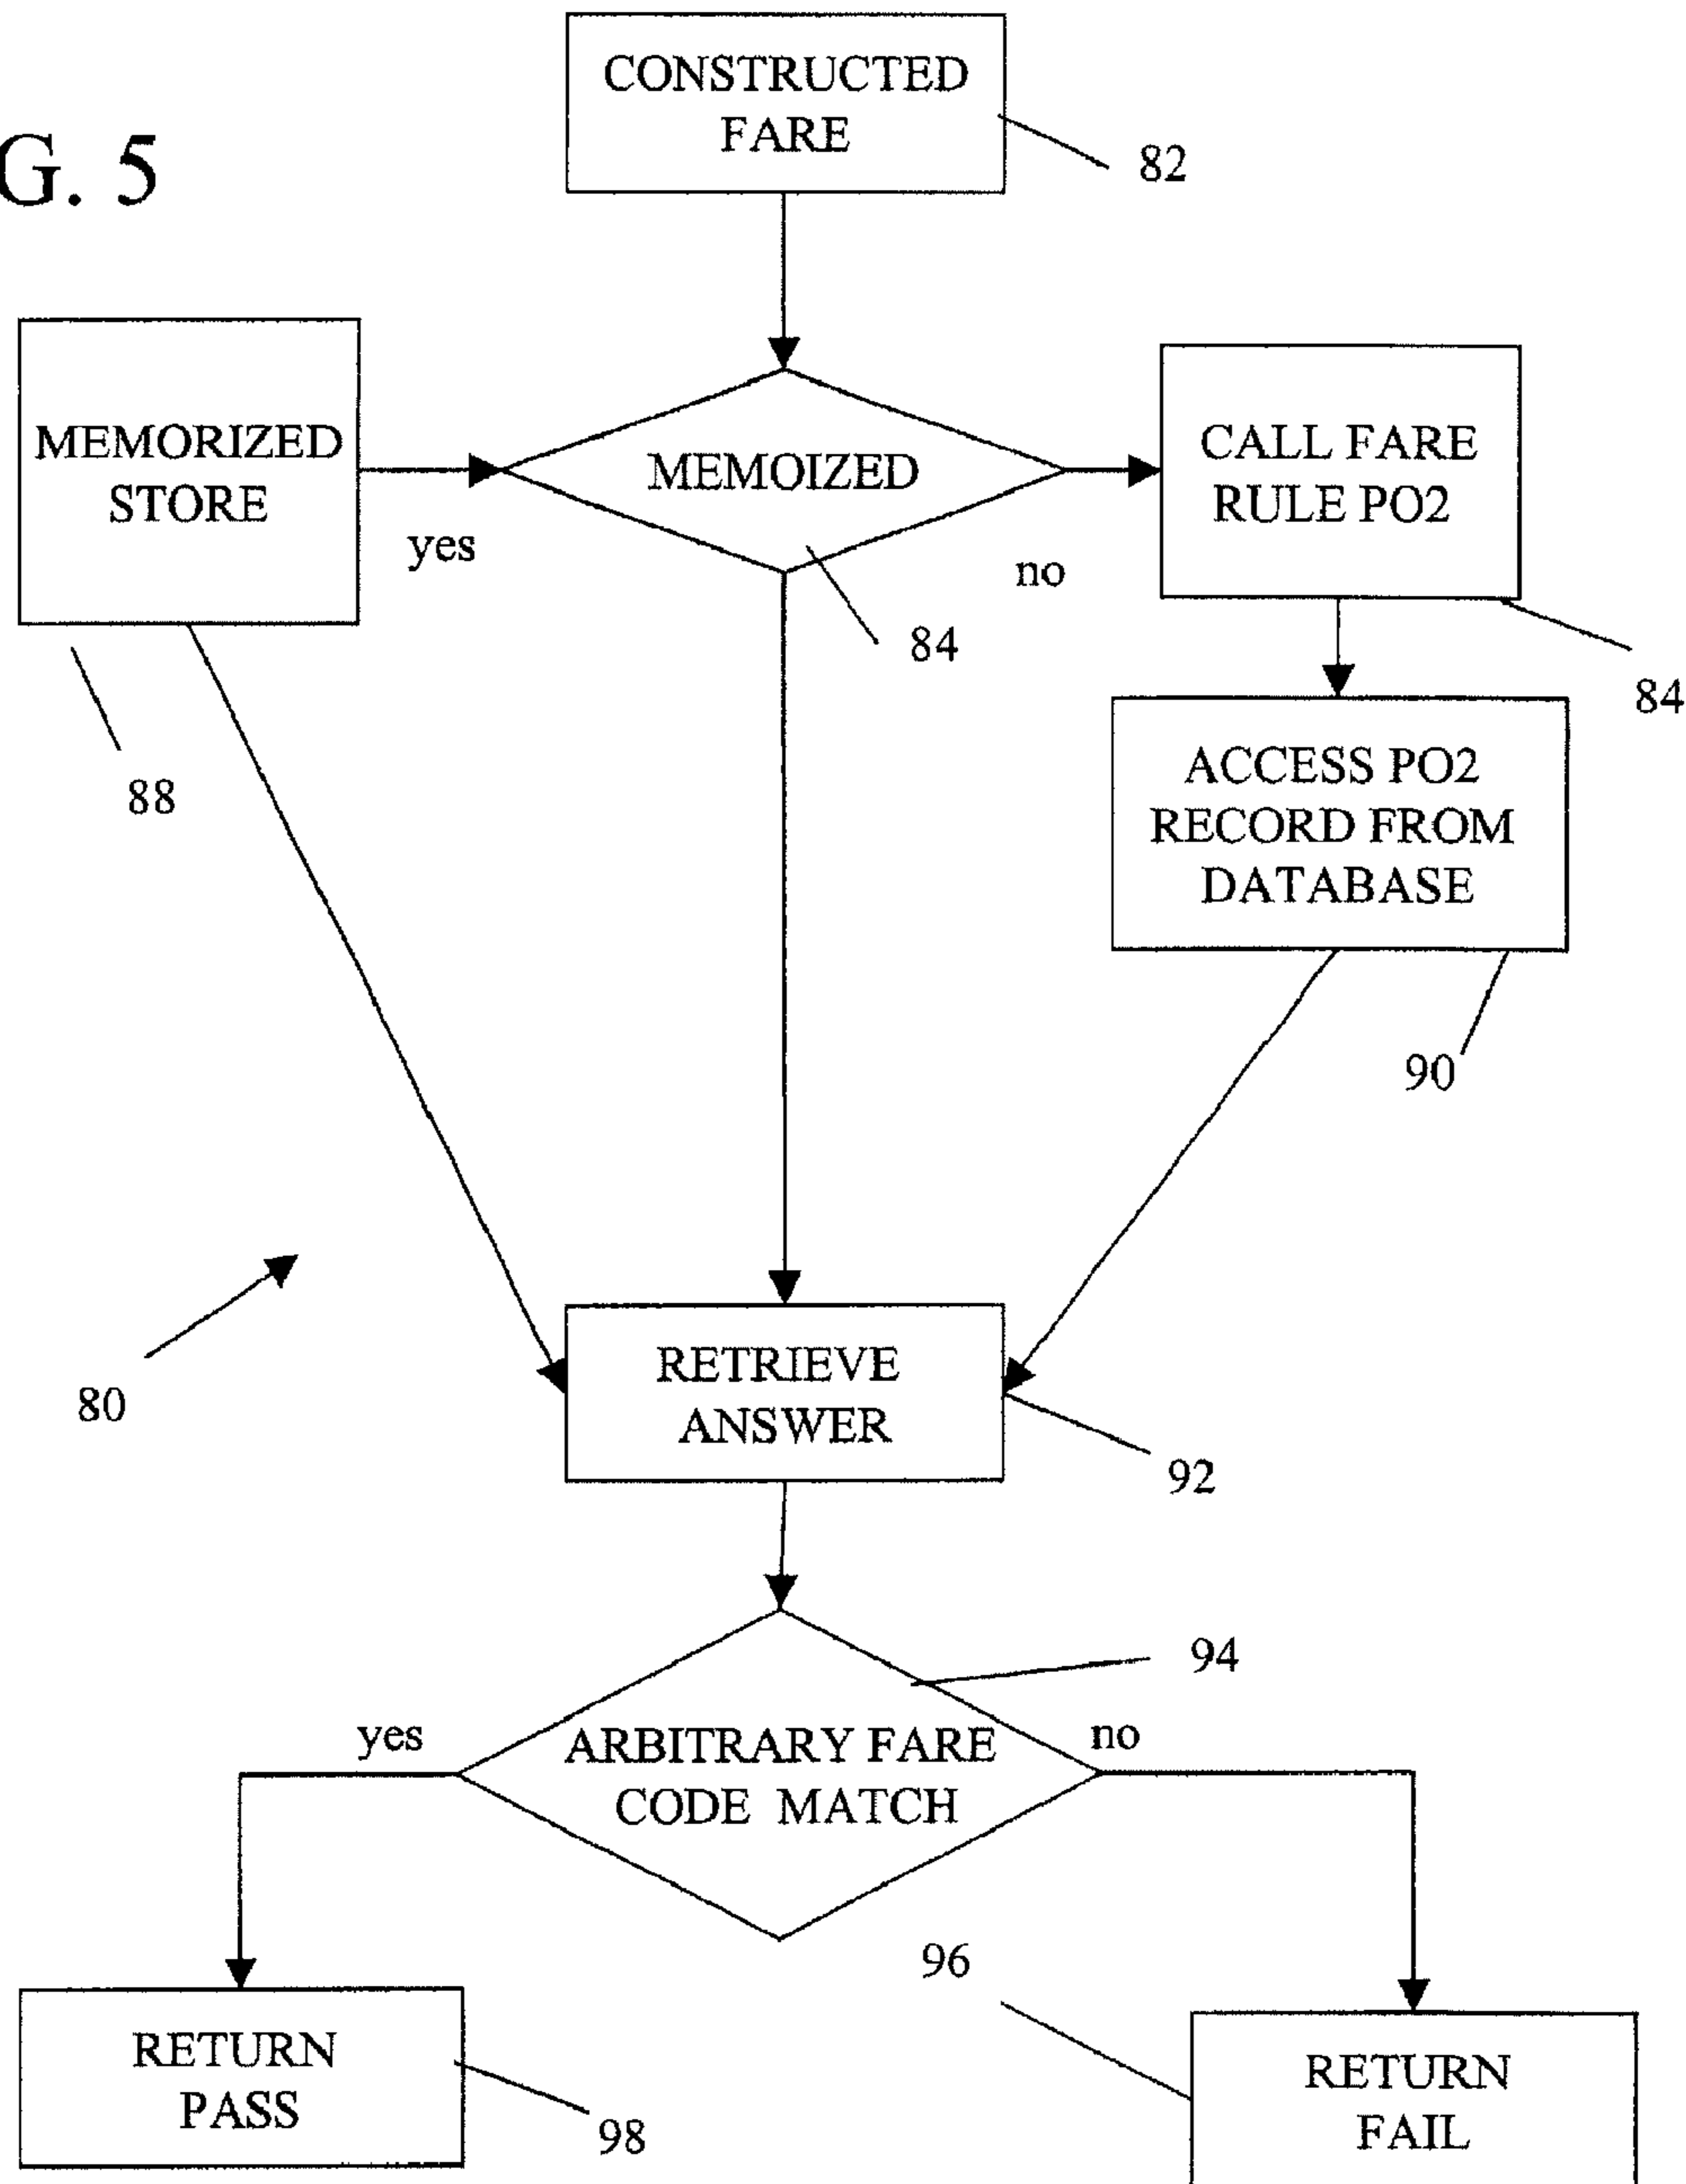 CONSTRUCTED
FARE
82
G. 5
MEMORIZED
STORE
yes
MEMOIZED
no
CALL FARE
RULE PO2
84
84
88
ACCESS PO2
RECORD FROM
DATABASE
90
80
RETRIEVE
ANSWER
92
94
yes
ARBITRARY FARE
CODE MATCH
no
96
RETURN
PASS
98
RETURN
FAIL